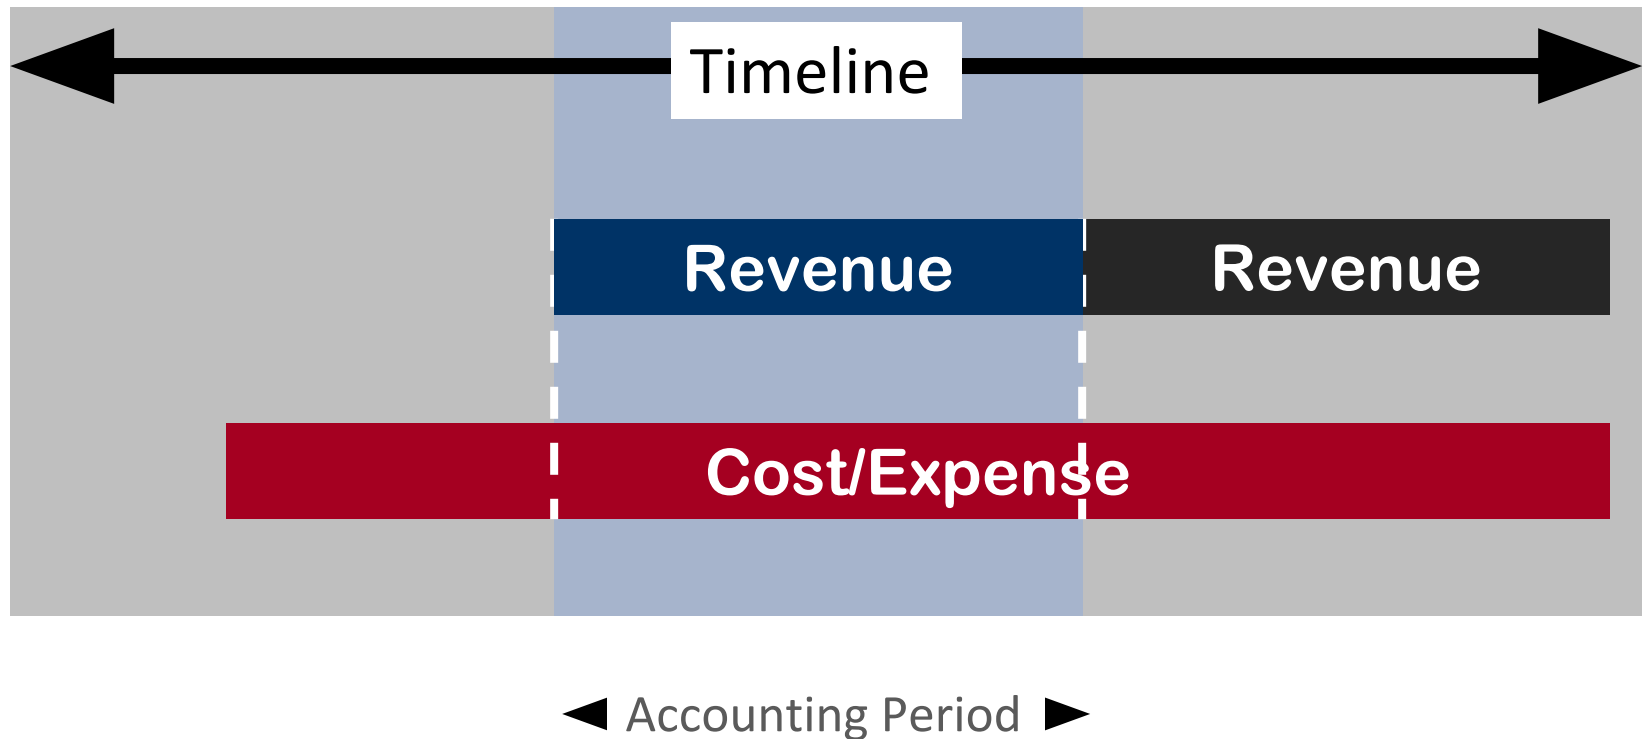 Timeline
Revenue Revenue
Cost/Expense
Accounting Period